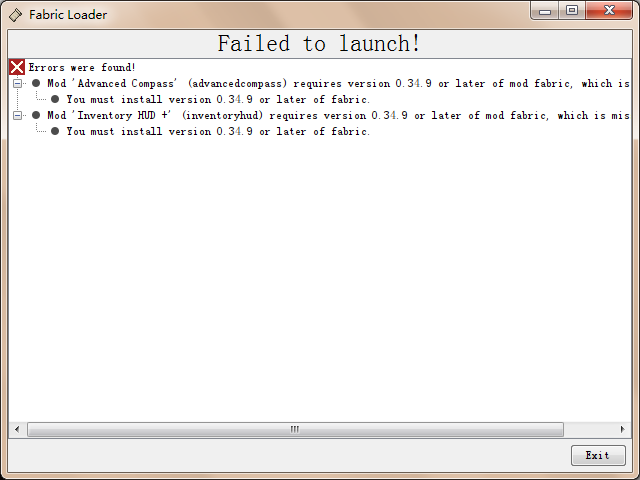 Fabric Loader
Failed to launch!
Errors were found!
Mod 'Advanced Compass' (advancedcompass) requires version 0.34.9 or later of mod fabric, which is
You must install version 0.34.9 or later of fabric.
Mod 'Inventory HUD +' (inventoryhud) requires version 0.34.9 or later of mod fabric, which is mis
You must install version 0.34.9 or later of fabric.
Exit